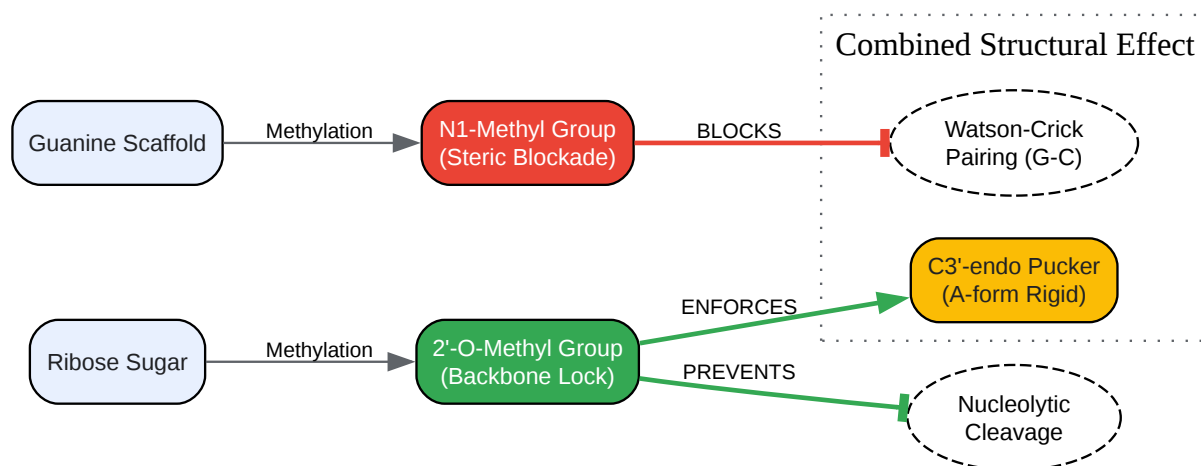 Combined Structural Effect
Guanine Scaffold
Methylation
N1-Methyl Group
(Steric Blockade)
BLOCKS
Watson-Crick
Pairing (G-C)
Ribose Sugar
Methylation
2'-O-Methyl Group
(Backbone Lock)
ENFORCES
C3'-endo Pucker
(A-form Rigid)
PREVENTS
Nucleolytic
Cleavage